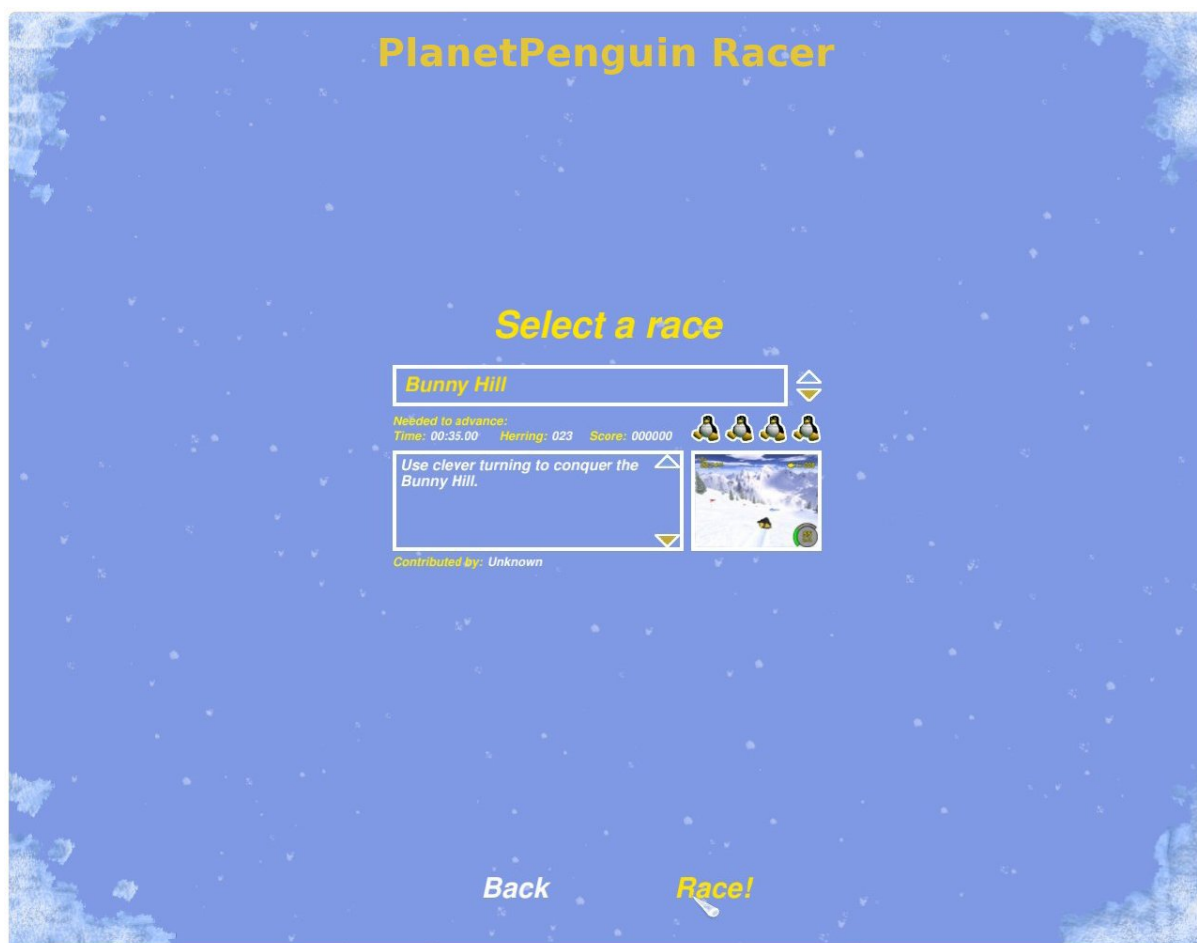 PlanetPenguin Racer
Select a race
Bunny Hill
Needed to advance:
Time: 00:35.00 Herring: 023 Score: 000000
Use clever turning to conquer the
Bunny Hill.
Contributed by: Unknown
Back Race!